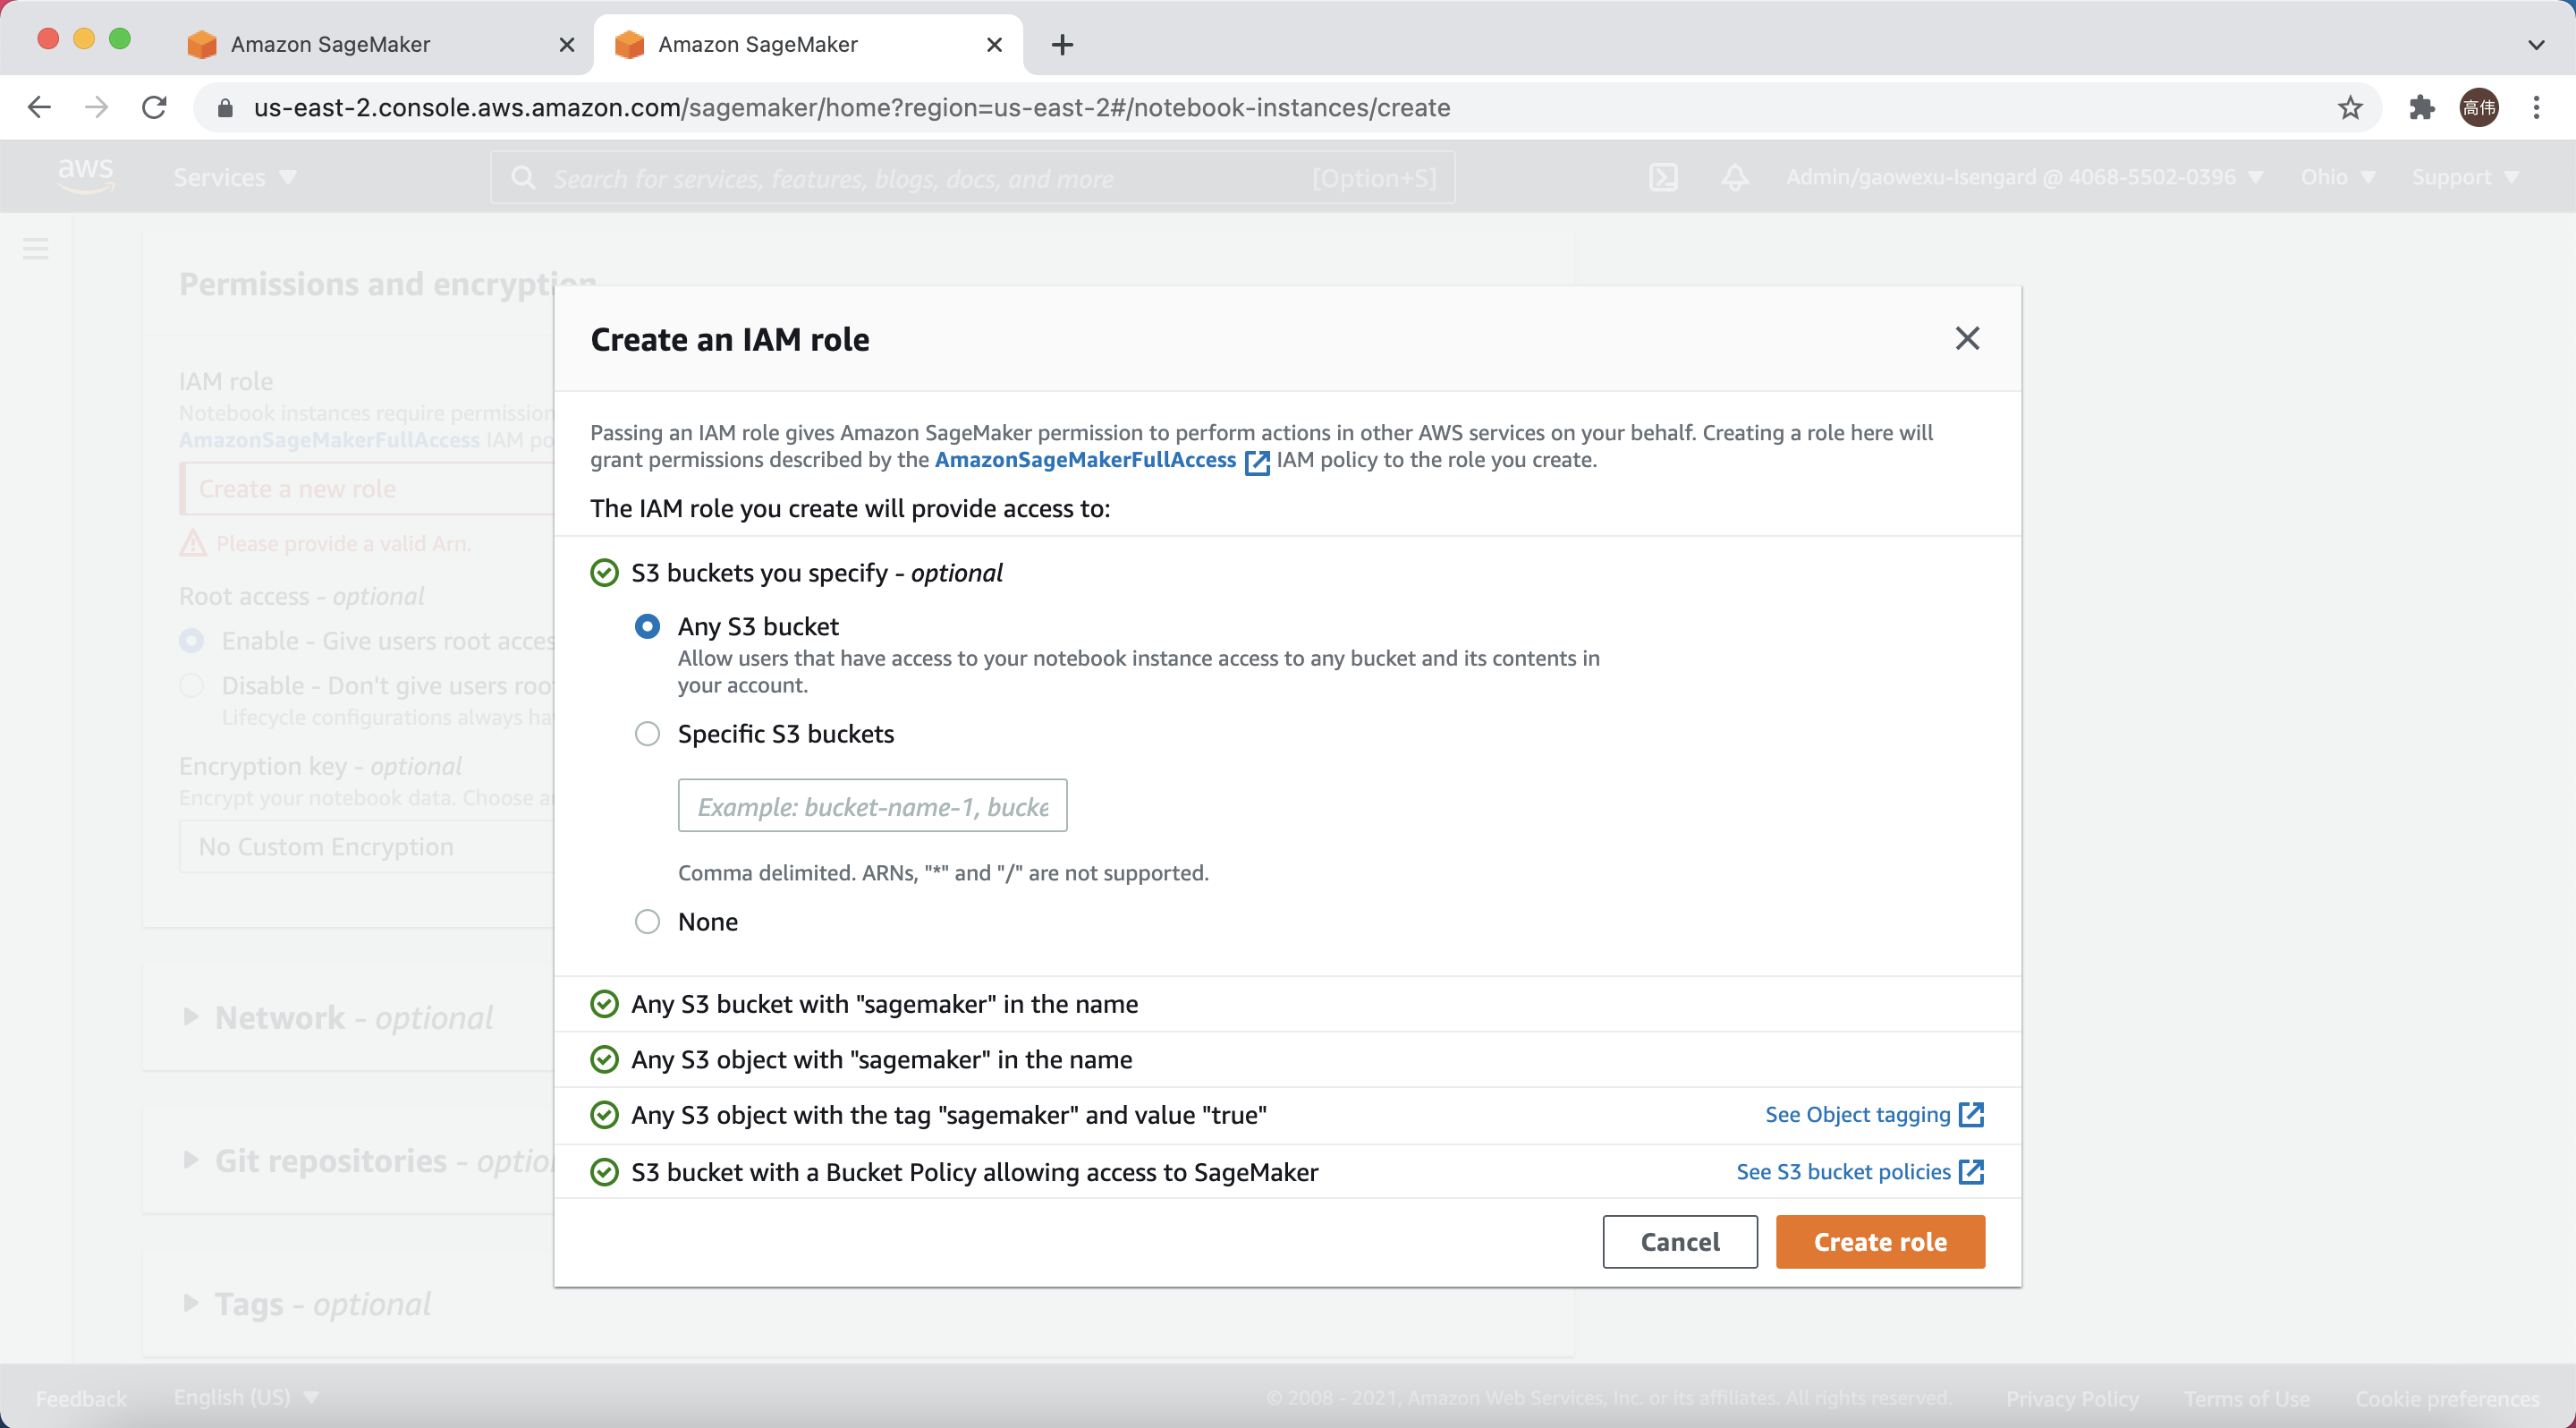 Amazon SageMaker
Amazon SageMaker
us-east-2.console.aws.amazon.com/sagemaker/home?region=us-east-2#/notebook-instances/create
高伟
aws
Services
Search for services, features, blogs, docs, and more
[Option+S]
Admin/gaowexu-Isengard @ 4068-5502-0396
Ohio
Support
Permissions and encryption
IAM role
Notebook instances require permission
AmazonSageMakerFullAccess IAM po
Create a new role
Please provide a valid Arn.
Root access - optional
Enable - Give users root acces
Disable - Don't give users roo
Lifecycle configurations always ha
Encryption key - optional
Encrypt your notebook data. Choose a
No Custom Encryption
Network - optional
Git repositories - optio
Tags - optional
Create an IAM role
Passing an IAM role gives Amazon SageMaker permission to perform actions in other AWS services on your behalf. Creating a role here will
grant permissions described by the AmazonSageMakerFullAccess IAM policy to the role you create.
The IAM role you create will provide access to:
S3 buckets you specify - optional
Any S3 bucket
Allow users that have access to your notebook instance access to any bucket and its contents in
your account.
Specific S3 buckets
Example: bucket-name-1, bucke
Comma delimited. ARNs, "*" and "/" are not supported.
None
Any S3 bucket with "sagemaker" in the name
Any S3 object with "sagemaker" in the name
Any S3 object with the tag "sagemaker" and value "true"
See Object tagging
S3 bucket with a Bucket Policy allowing access to SageMaker
See S3 bucket policies
Cancel
Create role
Feedback
English (US)
© 2008 - 2021, Amazon Web Services, Inc. or its affiliates. All rights reserved.
Privacy Policy
Terms of Use
Cookie preferences